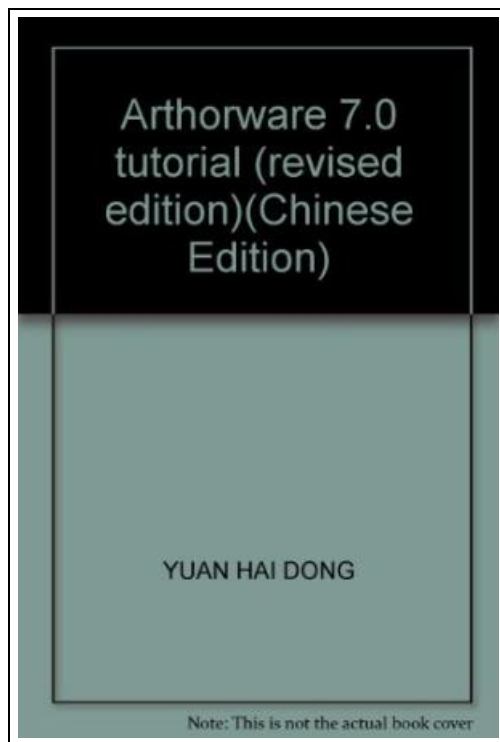 Arthorware 7.0
tutorial (revised
edition)(Chinese
Edition)
YUAN HAI DONG
Note: This is not the actual book cover